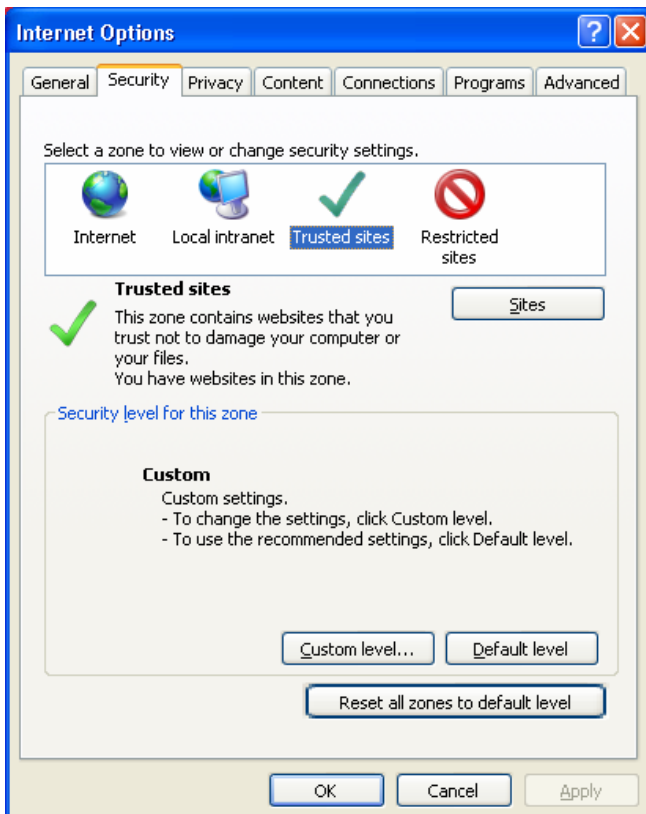 Internet Options
General Security Privacy Content Connections Programs Advanced
Select a zone to view or change security settings.
Internet Local intranet Trusted sites Restricted sites
Trusted sites
Sites
This zone contains websites that you
trust not to damage your computer or
your files.
You have websites in this zone.
Security level for this zone
Custom
Custom settings.
- To change the settings, click Custom level.
- To use the recommended settings, click Default level.
Custom level... Default level
Reset all zones to default level
OK Cancel Apply